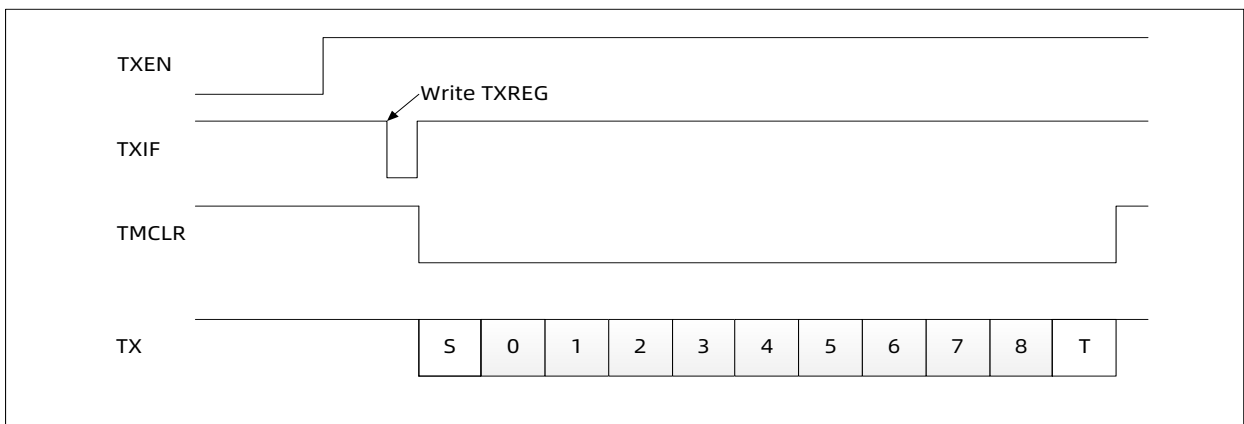 TXEN
Write TXREG
TXIF
TMCLR
TX S 0 1 2 3 4 5 6 7 8 T